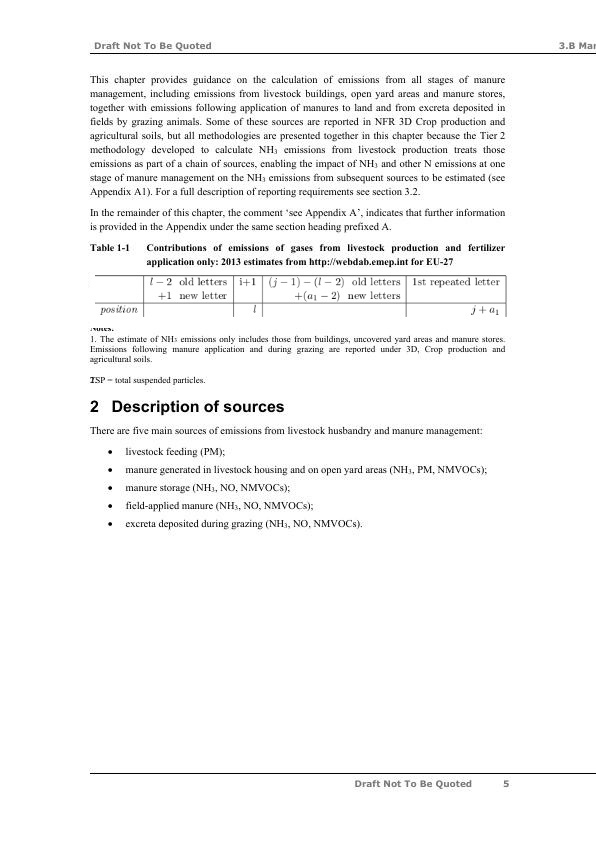 Draft Not To Be Quoted
3.B Man
This chapter provides guidance on the calculation of emissions from all stages of manure
management, including emissions from livestock buildings, open yard areas and manure stores,
together with emissions following application of manures to land and from excreta deposited in
fields by grazing animals. Some of these sources are reported in NFR 3D Crop production and
agricultural soils, but all methodologies are presented together in this chapter because the Tier 2
methodology developed to calculate NH3 emissions from livestock production treats those
emissions as part of a chain of sources, enabling the impact of NH3 and other N emissions at one
stage of manure management on the NH3 emissions from subsequent sources to be estimated (see
Appendix A1). For a full description of reporting requirements see section 3.2.
In the remainder of this chapter, the comment ‘see Appendix A’, indicates that further information
is provided in the Appendix under the same section heading prefixed A.
Table 1-1 Contributions of emissions of gases from livestock production and fertilizer
application only: 2013 estimates from http://webdab.emep.int for EU-27
l − 2 old letters i+1 (j − 1) − (l − 2) old letters 1st repeated letter
+1 new letter +(a1 − 2) new letters
position l j + a1
Notes:
1. The estimate of NH3 emissions only includes those from buildings, uncovered yard areas and manure stores.
Emissions following manure application and during grazing are reported under 3D, Crop production and
agricultural soils.
TSP = total suspended particles.
2 Description of sources
There are five main sources of emissions from livestock husbandry and manure management:
• livestock feeding (PM);
• manure generated in livestock housing and on open yard areas (NH3, PM, NMVOCs);
• manure storage (NH3, NO, NMVOCs);
• field-applied manure (NH3, NO, NMVOCs);
• excreta deposited during grazing (NH3, NO, NMVOCs).
Draft Not To Be Quoted 5